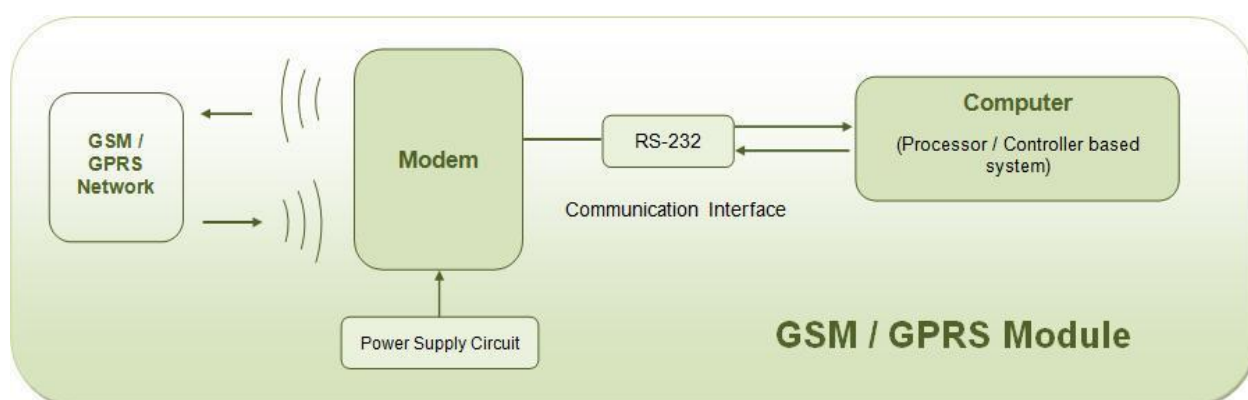 GSM /
GPRS
Network
Modem
RS-232
Communication Interface
Computer
(Processor / Controller based
system)
Power Supply Circuit
GSM / GPRS Module